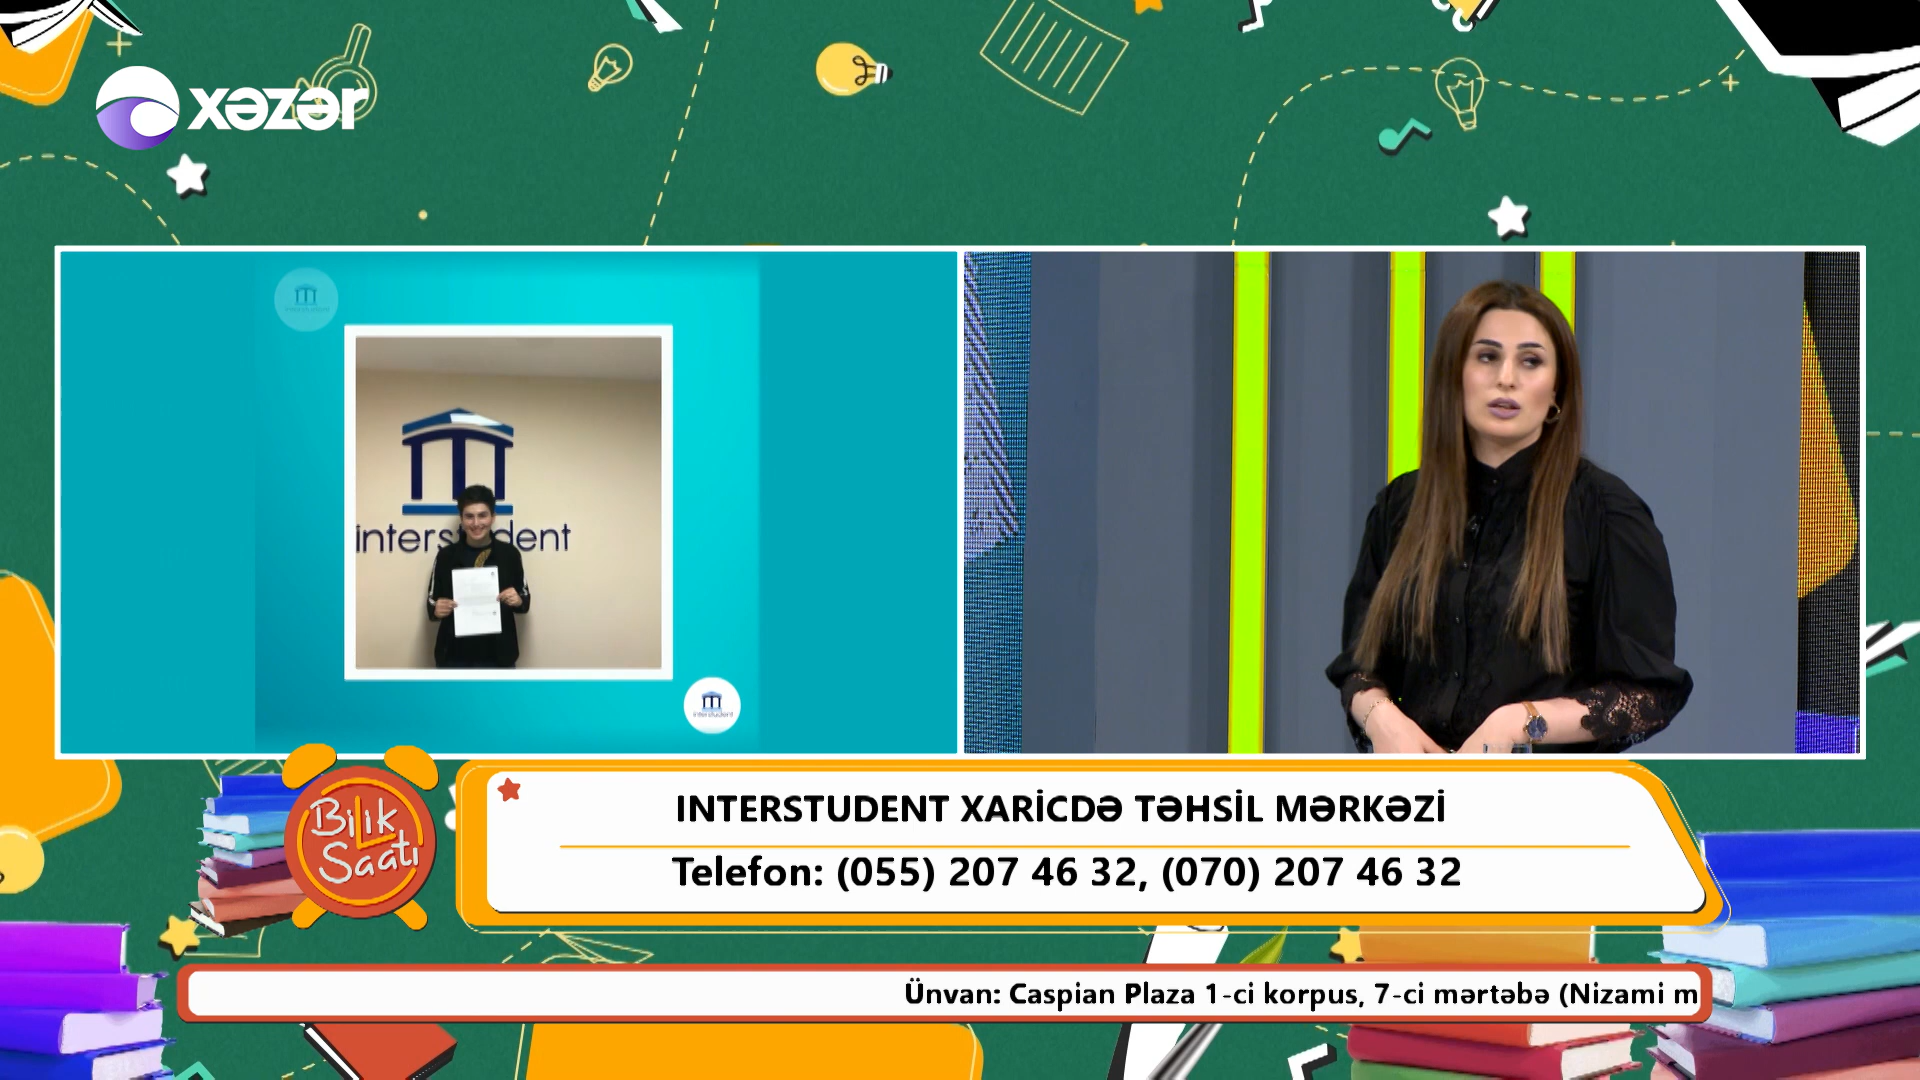 xəzər
interstudent
Bilik
Saatı
INTERSTUDENT XARİCDƏ TƏHSİL MƏRKƏZİ
Telefon: (055) 207 46 32, (070) 207 46 32
Ünvan: Caspian Plaza 1-ci korpus, 7-ci mərtəbə (Nizami m